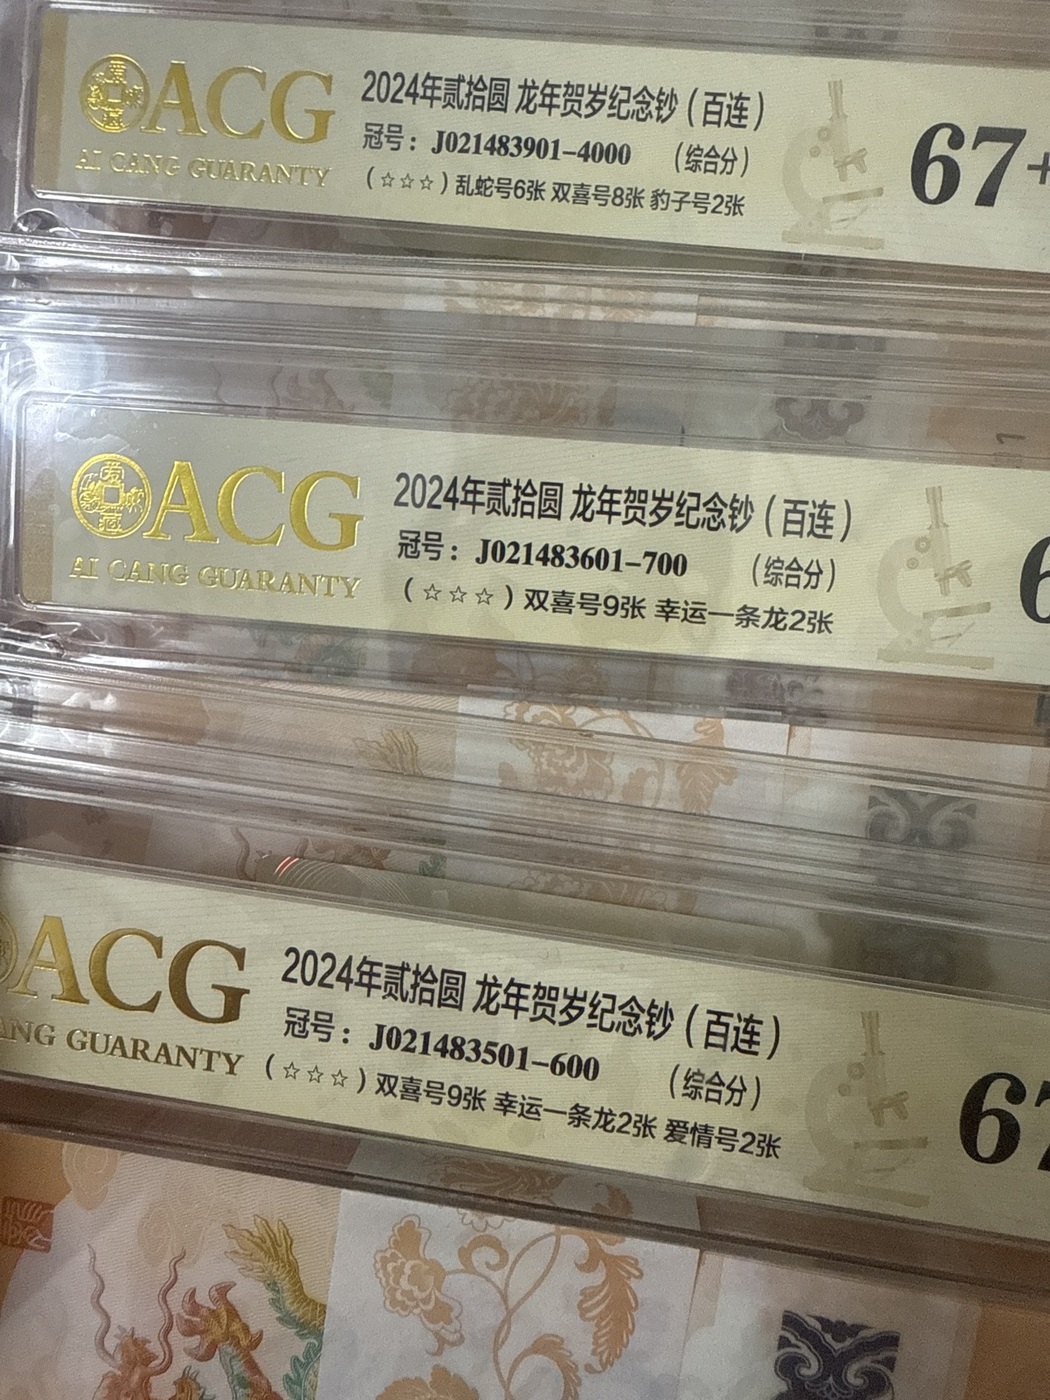 ACG
AI CANG GUARANTY
2024年贰拾圆 龙年贺岁纪念钞（百连）
冠号：J021483901-4000 （综合分）
（☆☆☆）乱蛇号6张 双喜号8张 豹子号2张
67+
ACG
AI CANG GUARANTY
2024年贰拾圆 龙年贺岁纪念钞（百连）
冠号：J021483601-700 （综合分）
（☆☆☆）双喜号9张 幸运一条龙2张
6
ACG
ANG GUARANTY
2024年贰拾圆 龙年贺岁纪念钞（百连）
冠号：J021483501-600 （综合分）
（☆☆☆）双喜号9张 幸运一条龙2张 爱情号2张
67